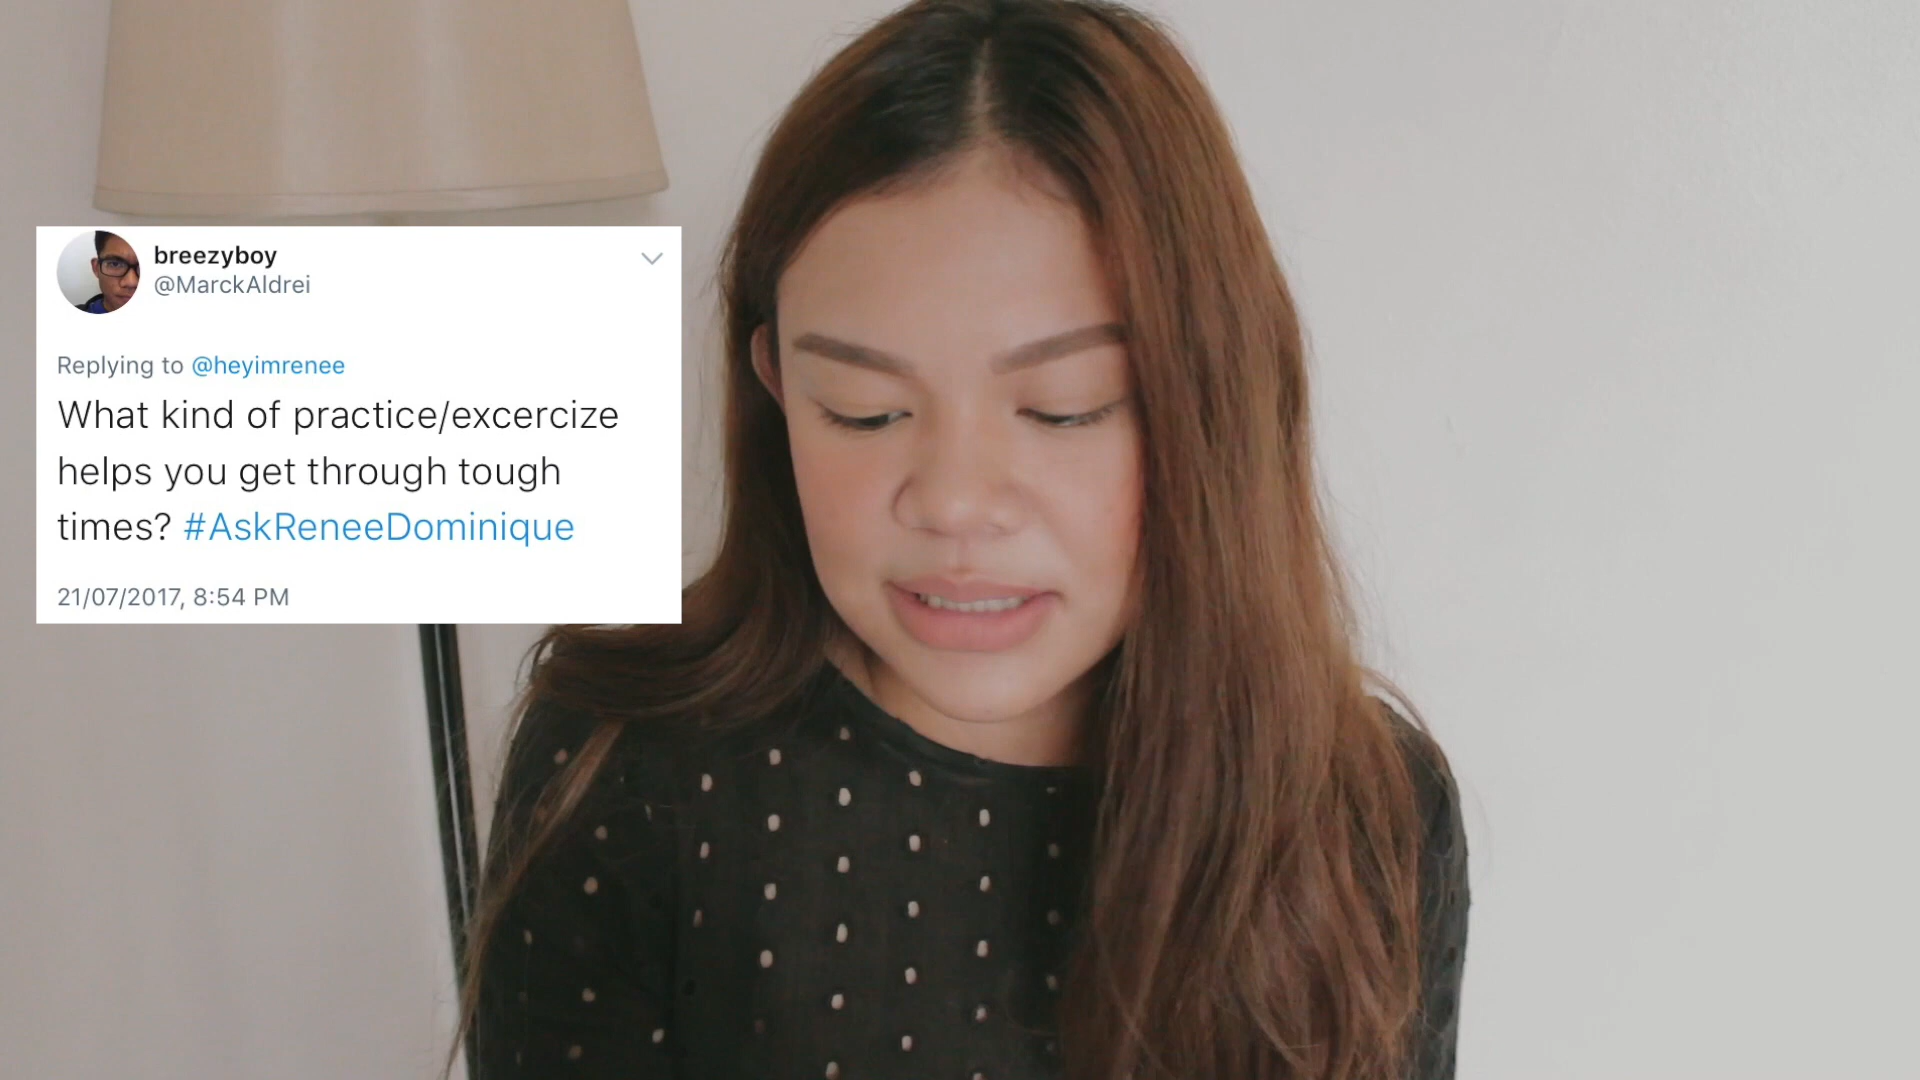 breezyboy
@MarckAldrei
Replying to @heyimrenee
What kind of practice/excercize
helps you get through tough
times? #AskReneeDominique
21/07/2017, 8:54 PM